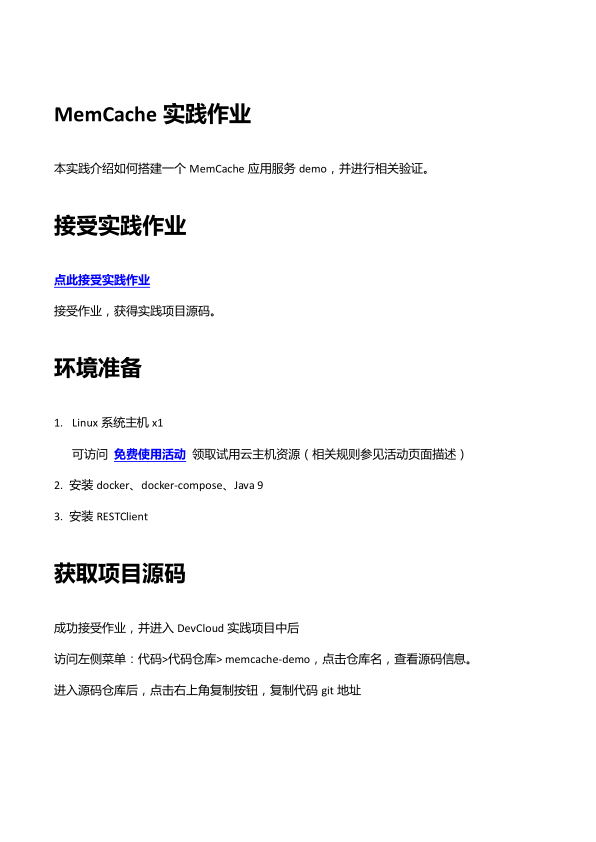 MemCache 实践作业
本实践介绍如何搭建一个 MemCache 应用服务 demo，并进行相关验证。
接受实践作业
点此接受实践作业
接受作业，获得实践项目源码。
环境准备
1. Linux 系统主机 x1
可访问 免费使用活动 领取试用云主机资源（相关规则参见活动页面描述）
2. 安装 docker、docker-compose、Java 9
3. 安装 RESTClient
获取项目源码
成功接受作业，并进入 DevCloud 实践项目中后
访问左侧菜单：代码>代码仓库> memcache-demo，点击仓库名，查看源码信息。
进入源码仓库后，点击右上角复制按钮，复制代码 git 地址